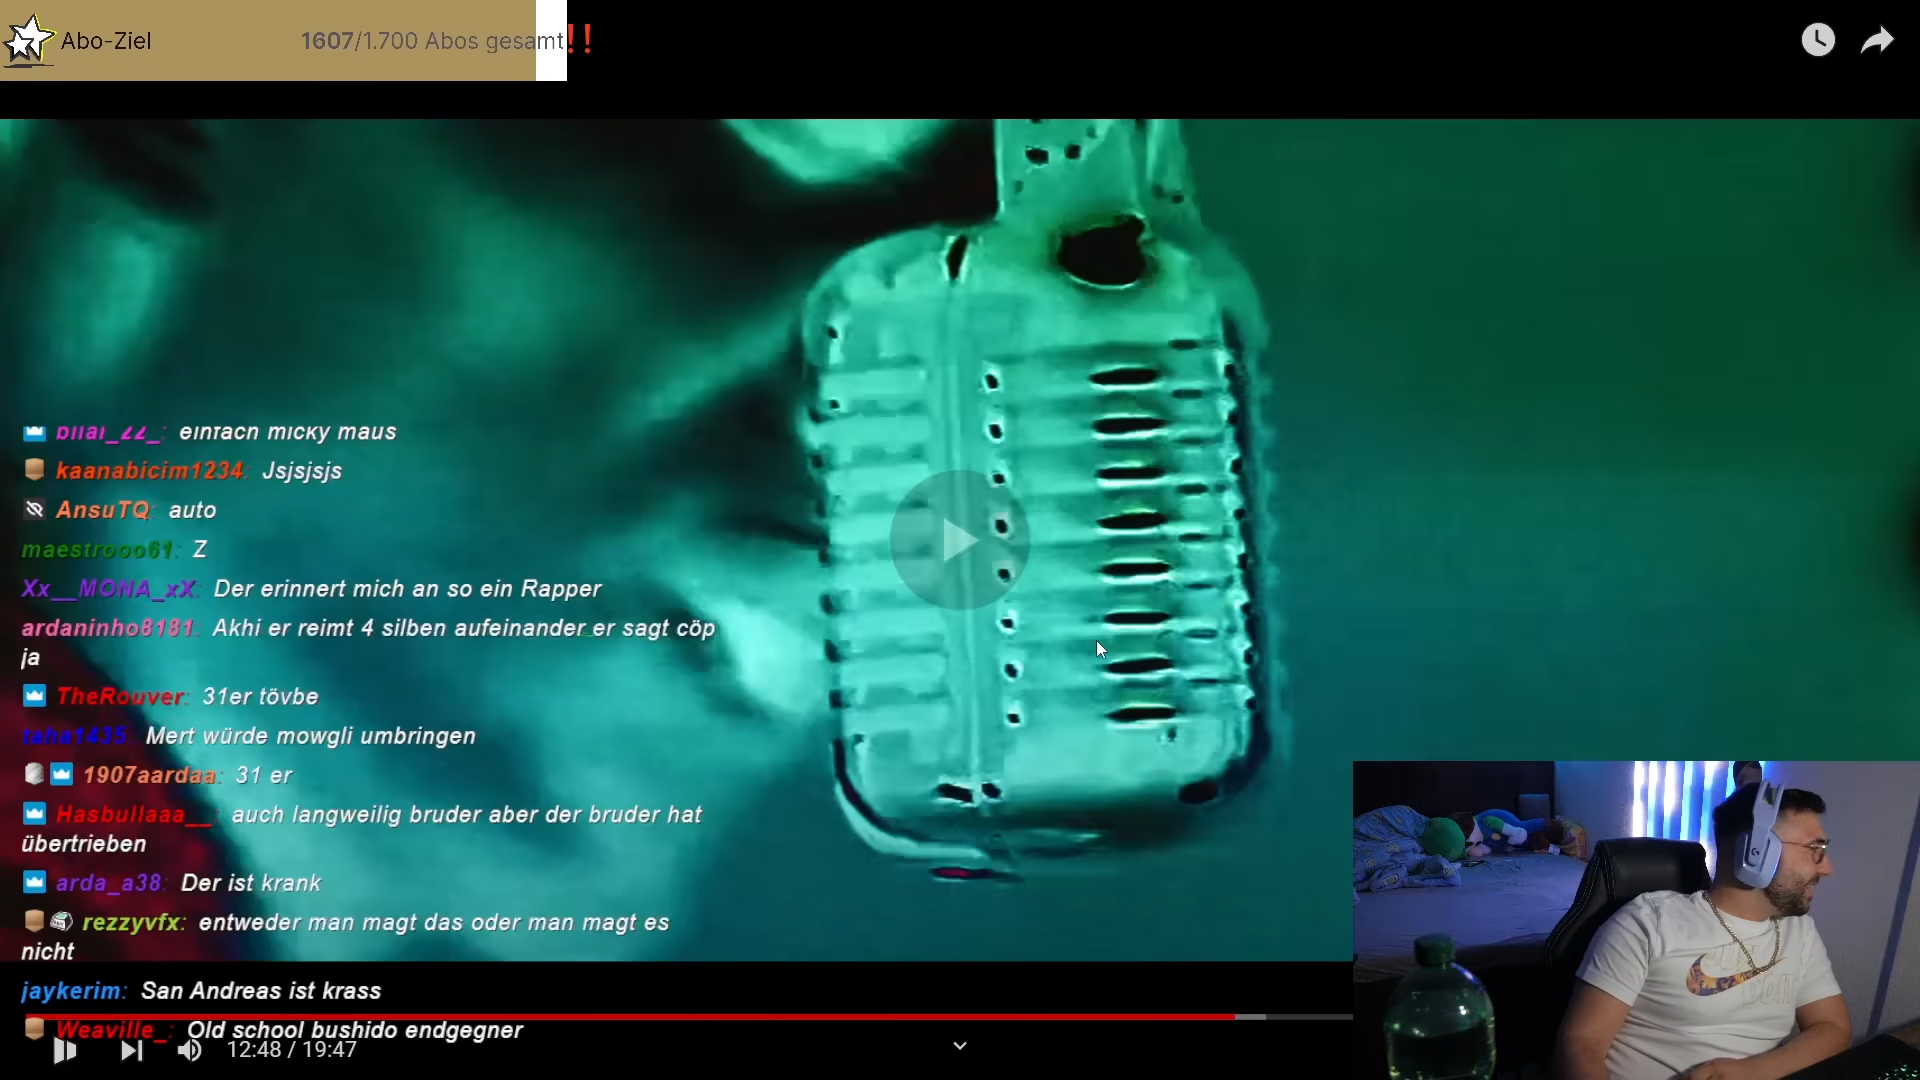 Abo-Ziel 1607/1.700 Abos gesamt‼
bilal_22_: einfach micky maus
kaanabicim1234: Jsjsjsjs
AnsuTQ: auto
maestrooo61: Z
Xx__MONA_xX: Der erinnert mich an so ein Rapper
ardaninho8181: Akhi er reimt 4 silben aufeinander er sagt cöp
ja
TheRouver: 31er tövbe
taha1435: Mert würde mowgli umbringen
1907aardaa: 31 er
Hasbullaaa__: auch langweilig bruder aber der bruder hat
übertrieben
arda_a38: Der ist krank
rezzyvfx: entweder man magt das oder man magt es
nicht
jaykerim: San Andreas ist krass
Weaville_: Old school bushido endgegner
12:48 / 19:47